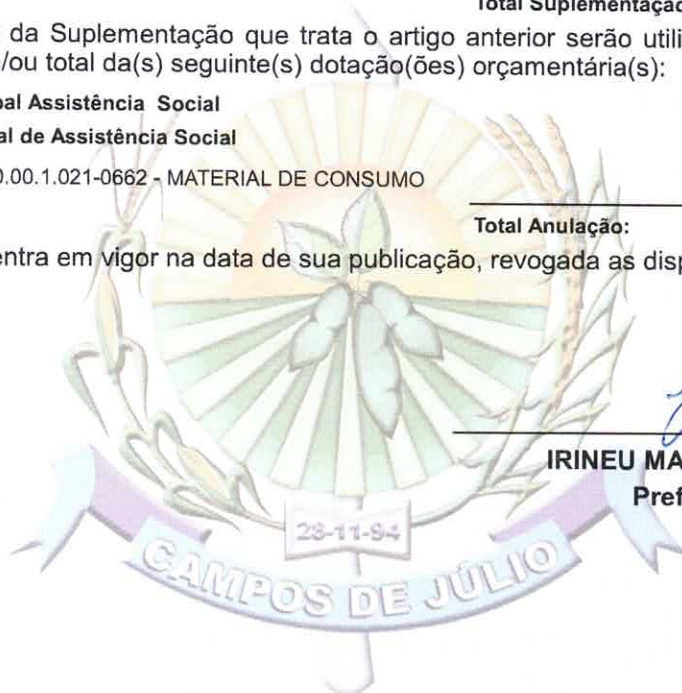 Total Suplementação
da Suplementação que trata o artigo anterior serão utili
/ou total da(s) seguinte(s) dotação(ões) orçamentária(s):
pal Assistência Social
al de Assistência Social
0.00.1.021-0662 - MATERIAL DE CONSUMO
Total Anulação:
entra em vigor na data de sua publicação, revogada as disp
IRINEU MA
Pref
28-11-94
CAMPOS DE JÚLIO